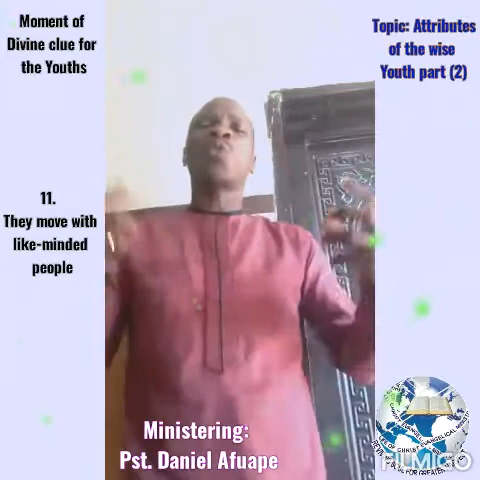 Moment of
Divine clue for
the Youths
Topic: Attributes
of the wise
Youth part (2)
11.
They move with
like-minded
people
Ministering:
Pst. Daniel Afuape
FILMIGO